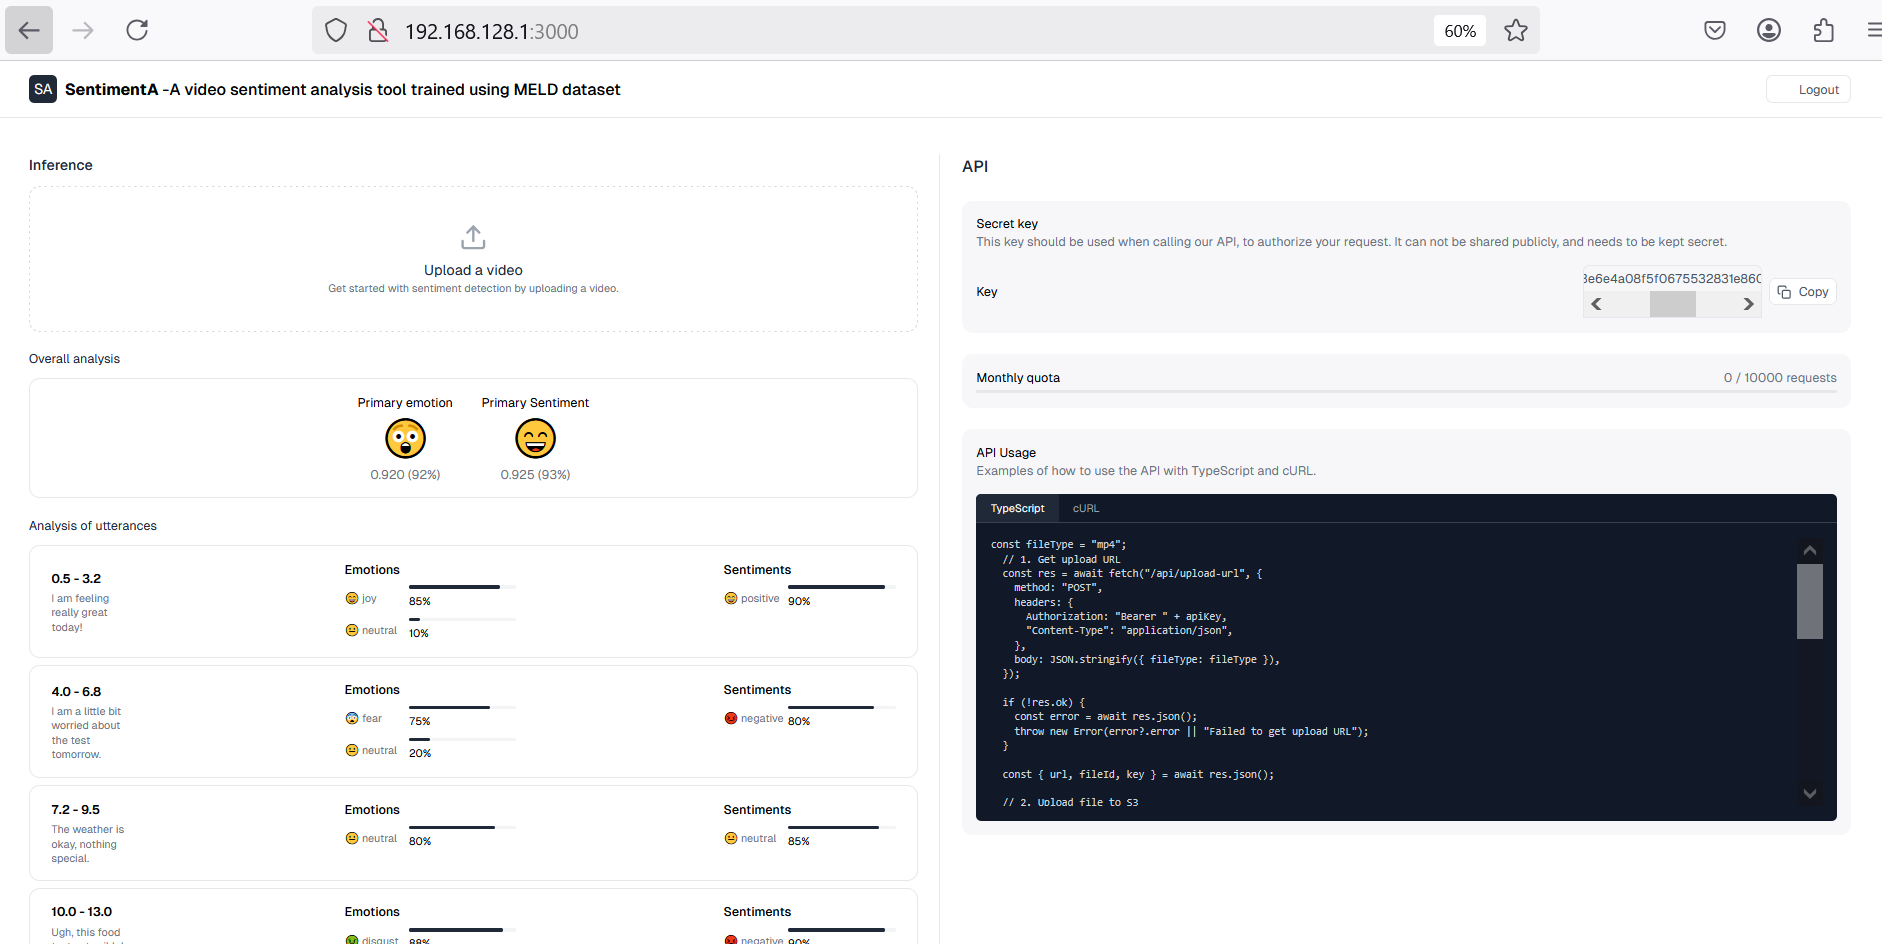 192.168.128.1:3000
60%
SA
SentimentA -A video sentiment analysis tool trained using MELD dataset
Logout
Inference
Upload a video
Get started with sentiment detection by uploading a video.
Overall analysis
Primary emotion
Primary Sentiment
0.920 (92%)
0.925 (93%)
Analysis of utterances
0.5 - 3.2
I am feeling
really great
today!
Emotions
joy
85%
neutral
10%
Sentiments
positive
90%
4.0 - 6.8
I am a little bit
worried about
the test
tomorrow.
Emotions
fear
75%
neutral
20%
Sentiments
negative
80%
7.2 - 9.5
The weather is
okay, nothing
special.
Emotions
neutral
80%
Sentiments
neutral
85%
10.0 - 13.0
Ugh, this food
Emotions
disgust
88%
Sentiments
negative
90%
API
Secret key
This key should be used when calling our API, to authorize your request. It can not be shared publicly, and needs to be kept secret.
Key
3e6e4a08f5f0675532831e860
Copy
Monthly quota
0 / 10000 requests
API Usage
Examples of how to use the API with TypeScript and cURL.
TypeScript
cURL
const fileType = "mp4";
// 1. Get upload URL
const res = await fetch("/api/upload-url", {
method: "POST",
headers: {
Authorization: "Bearer " + apiKey,
"Content-Type": "application/json",
},
body: JSON.stringify({ fileType: fileType }),
});
if (!res.ok) {
const error = await res.json();
throw new Error(error?.error || "Failed to get upload URL");
}
const { url, fileId, key } = await res.json();
// 2. Upload file to S3